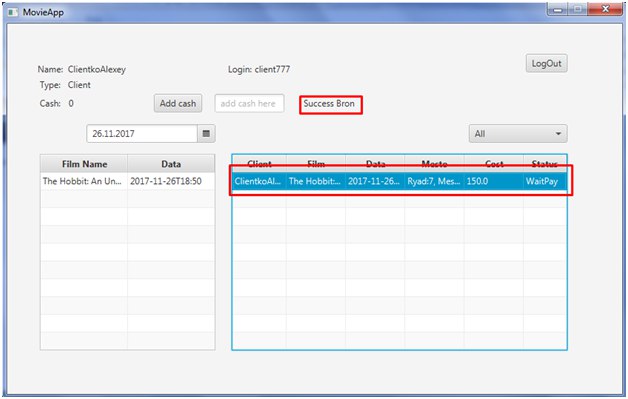 MovieApp
Name: ClientkoAlexey Login: client777 LogOut
Type: Client
Cash: 0 Add cash add cash here Success Bron
26.11.2017 All
Film Name Data Client Film Data Mesto Cost Status
The Hobbit: An Un... 2017-11-26T18:50 ClientkoAl... The Hobbit:... 2017-11-26... Ryad:7, Mes... 150.0 WaitPay